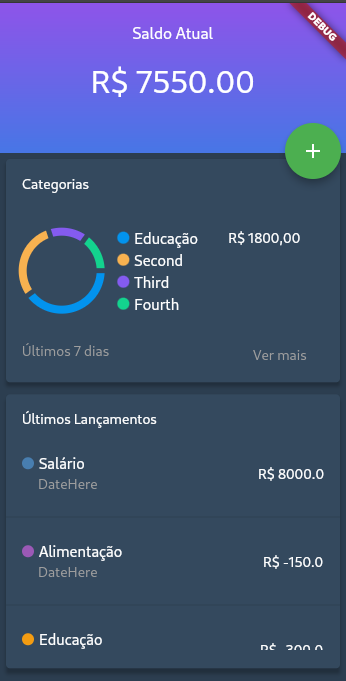 Saldo Atual
DEBUG
R$ 7550.00
+
Categorias
Educação R$ 1800,00
Second
Third
Fourth
Últimos 7 dias
Ver mais
Últimos Lançamentos
Salário
DateHere
R$ 8000.0
Alimentação
DateHere
R$ -150.0
Educação
R$ -300.0